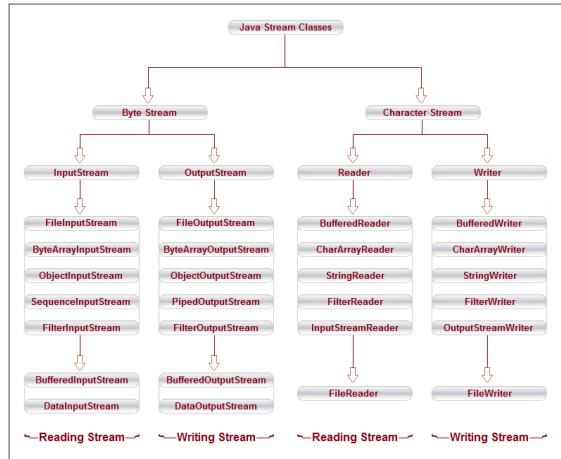 Java Stream Classes
Byte Stream
Character Stream
InputStream
OutputStream
Reader
Writer
FileInputStream
FileOutputStream
BufferedReader
BufferedWriter
ByteArrayInputStream
ByteArrayOutputStream
CharArrayReader
CharArrayWriter
ObjectInputStream
ObjectOutputStream
StringReader
StringWriter
SequenceInputStream
PipedOutputStream
FilterReader
FilterWriter
FilterInputStream
FilterOutputStream
InputStreamReader
OutputStreamWriter
BufferedInputStream
BufferedOutputStream
FileReader
FileWriter
DataInputStream
DataOutputStream
Reading Stream
Writing Stream
Reading Stream
Writing Stream